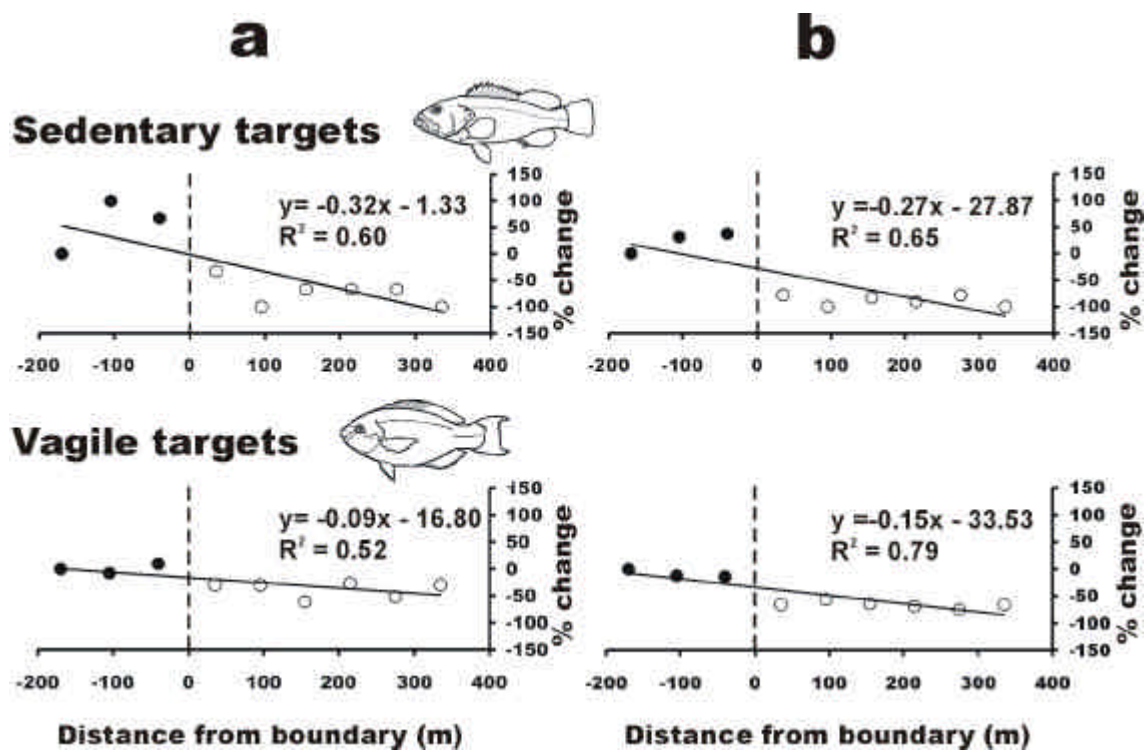 a
b
Sedentary targets
y= -0.32x - 1.33
R² = 0.60
150
100
50
0
-50
-100
-150
% change
-200 -100 0 100 200 300 400
y =-0.27x - 27.87
R² = 0.65
150
100
50
0
-50
-100
-150
% change
-200 -100 0 100 200 300 400
Vagile targets
y= -0.09x - 16.80
R² = 0.52
150
100
50
0
-50
-100
-150
% change
-200 -100 0 100 200 300 400
Distance from boundary (m)
y =-0.15x - 33.53
R² = 0.79
150
100
50
0
-50
-100
-150
% change
-200 -100 0 100 200 300 400
Distance from boundary (m)